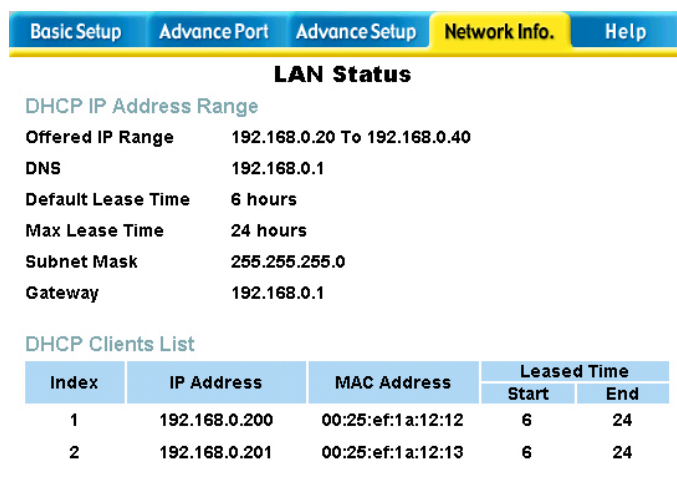 Basic Setup Advance Port Advance Setup Network Info. Help
LAN Status
DHCP IP Address Range
Offered IP Range 192.168.0.20 To 192.168.0.40
DNS 192.168.0.1
Default Lease Time 6 hours
Max Lease Time 24 hours
Subnet Mask 255.255.255.0
Gateway 192.168.0.1
DHCP Clients List
Index IP Address MAC Address Leased Time
Start End
1 192.168.0.200 00:25:ef:1a:12:12 6 24
2 192.168.0.201 00:25:ef:1a:12:13 6 24